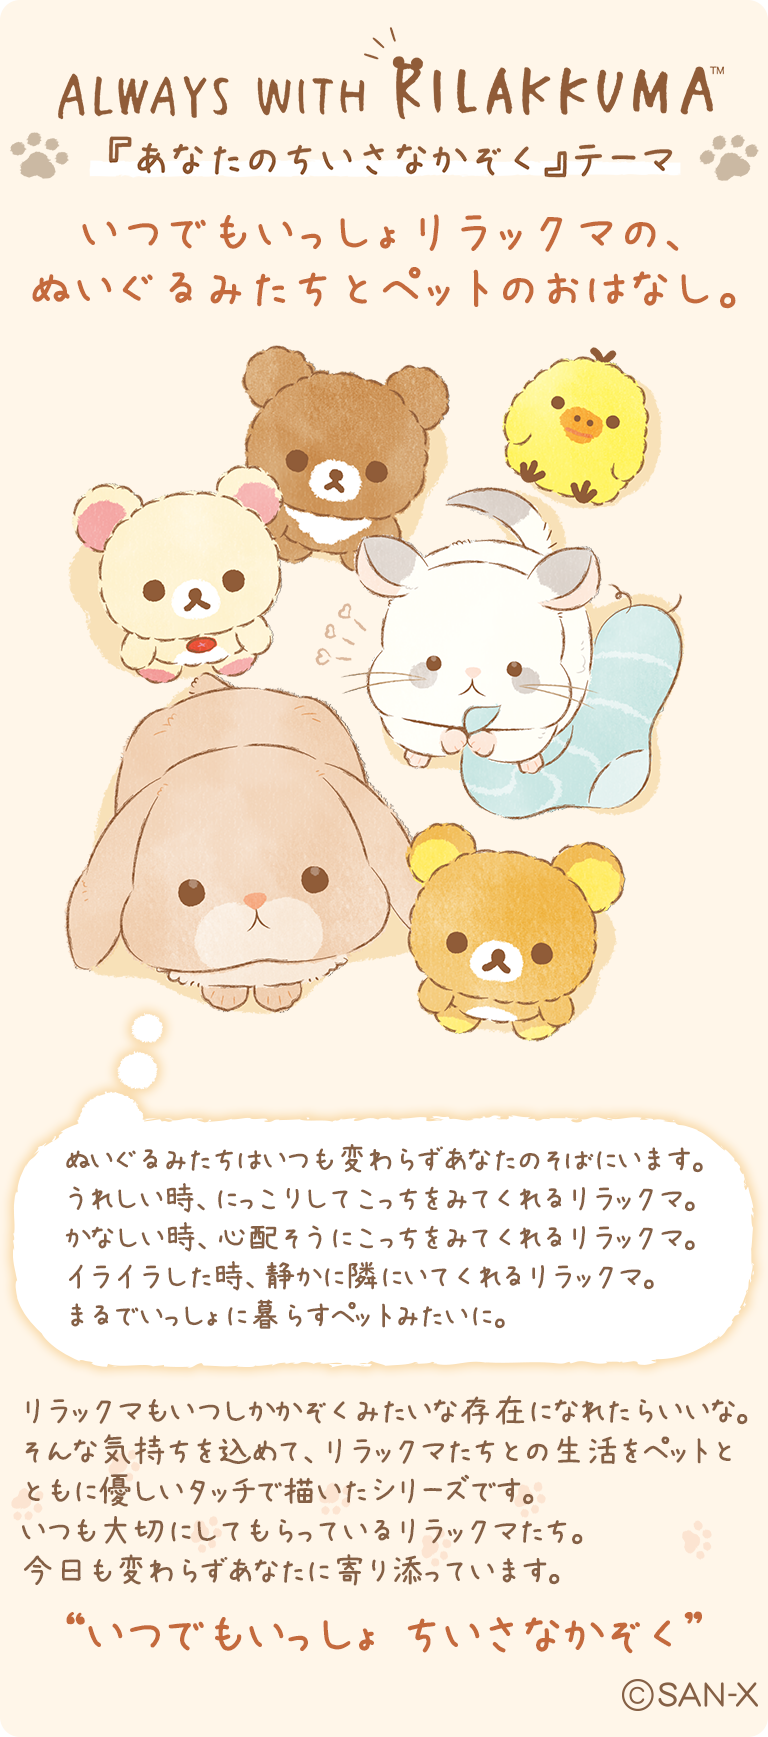 ALWAYS WITH RILAKKUMA™
『あなたのちいさなかぞく』テーマ
いつでもいっしょリラックマの、
ぬいぐるみたちとペットのおはなし。
ぬいぐるみたちはいつも変わらずあなたのそばにいます。
うれしい時、にっこりしてこっちをみてくれるリラックマ。
かなしい時、心配そうにこっちをみてくれるリラックマ。
イライラした時、静かに隣にいてくれるリラックマ。
まるでいっしょに暮らすペットみたいに。
リラックマもいつしかかぞくみたいな存在になれたらいいな。
そんな気持ちを込めて、リラックマたちとの生活をペットと
ともに優しいタッチで描いたシリーズです。
いつも大切にしてもらっているリラックマたち。
今日も変わらずあなたに寄り添っています。
“いつでもいっしょ ちいさなかぞく”
©SAN-X